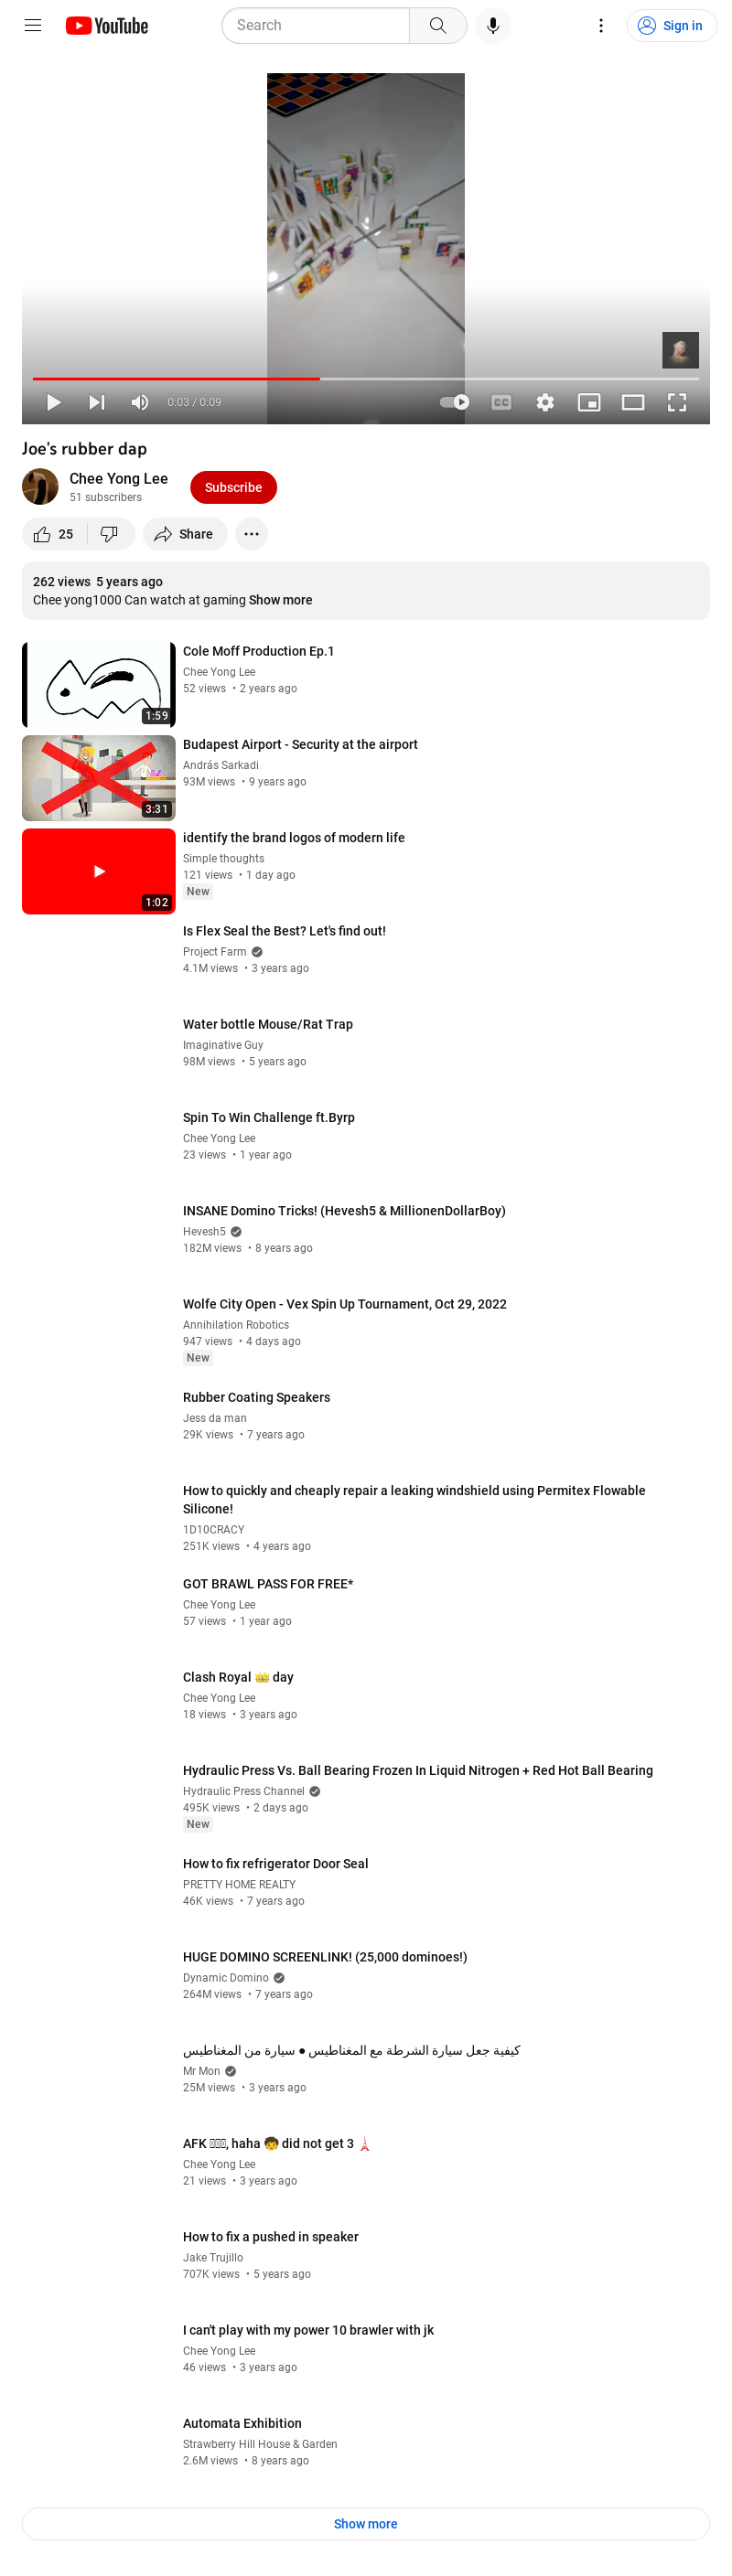 YouTube
Search
Sign in
0:03 / 0:09
CC
Joe's rubber dap
Chee Yong Lee
51 subscribers
Subscribe
25
Share
262 views 5 years ago
Chee yong1000 Can watch at gaming Show more
1:59
Cole Moff Production Ep.1
Chee Yong Lee
52 views • 2 years ago
3:31
Budapest Airport - Security at the airport
András Sarkadi
93M views • 9 years ago
1:02
identify the brand logos of modern life
Simple thoughts
121 views • 1 day ago
New
Is Flex Seal the Best? Let's find out!
Project Farm
4.1M views • 3 years ago
Water bottle Mouse/Rat Trap
Imaginative Guy
98M views • 5 years ago
Spin To Win Challenge ft.Byrp
Chee Yong Lee
23 views • 1 year ago
INSANE Domino Tricks! (Hevesh5 & MillionenDollarBoy)
Hevesh5
182M views • 8 years ago
Wolfe City Open - Vex Spin Up Tournament, Oct 29, 2022
Annihilation Robotics
947 views • 4 days ago
New
Rubber Coating Speakers
Jess da man
29K views • 7 years ago
How to quickly and cheaply repair a leaking windshield using Permitex Flowable
Silicone!
1D10CRACY
251K views • 4 years ago
GOT BRAWL PASS FOR FREE*
Chee Yong Lee
57 views • 1 year ago
Clash Royal 👑 day
Chee Yong Lee
18 views • 3 years ago
Hydraulic Press Vs. Ball Bearing Frozen In Liquid Nitrogen + Red Hot Ball Bearing
Hydraulic Press Channel
495K views • 2 days ago
New
How to fix refrigerator Door Seal
PRETTY HOME REALTY
46K views • 7 years ago
HUGE DOMINO SCREENLINK! (25,000 dominoes!)
Dynamic Domino
264M views • 7 years ago
كيفية جعل سيارة الشرطة مع المغناطيس ● سيارة من المغناطيس
Mr Mon
25M views • 3 years ago
AFK , haha 🧒 did not get 3 🗼
Chee Yong Lee
21 views • 3 years ago
How to fix a pushed in speaker
Jake Trujillo
707K views • 5 years ago
I can't play with my power 10 brawler with jk
Chee Yong Lee
46 views • 3 years ago
Automata Exhibition
Strawberry Hill House & Garden
2.6M views • 8 years ago
Show more